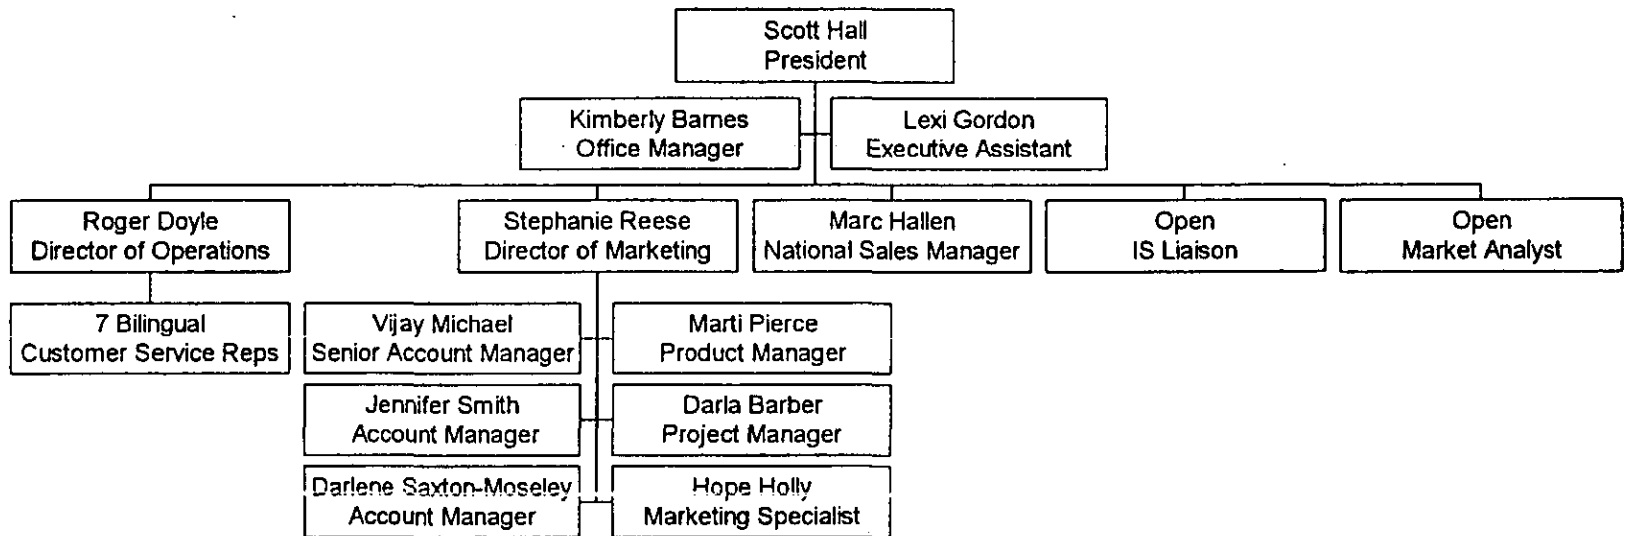 Scott Hall
President
Kimberly Barnes
Office Manager
Lexi Gordon
Executive Assistant
Roger Doyle
Director of Operations
Stephanie Reese
Director of Marketing
Marc Hallen
National Sales Manager
Open
IS Liaison
Open
Market Analyst
7 Bilingual
Customer Service Reps
Vijay Michael
Senior Account Manager
Marti Pierce
Product Manager
Jennifer Smith
Account Manager
Darla Barber
Project Manager
Darlene Saxton-Moseley
Account Manager
Hope Holly
Marketing Specialist